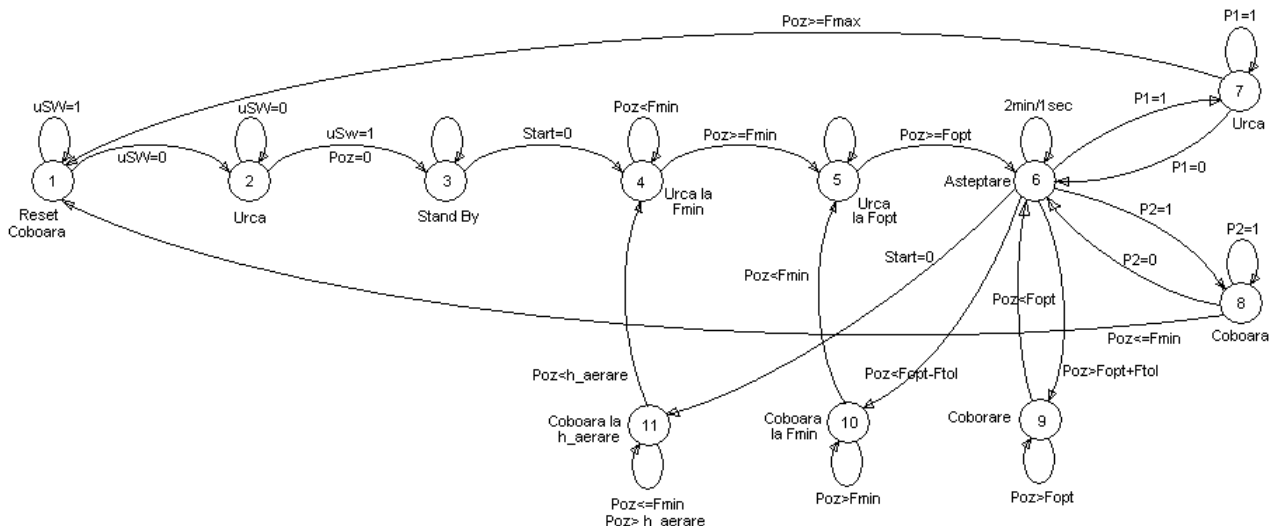 Poz>=Fmax
P1=1
uSW=1
uSW=0
Poz<Fmin
2min/1sec
7
P1=1
Urca
uSW=0
uSw=1
Poz=0
Start=0
Poz>=Fmin
Poz>=Fopt
P1=0
1
2
3
4
5
6
Asteptare
Reset
Coboara
Urca
Stand By
Urca la
Fmin
Urca
la Fopt
P2=1
P2=1
Start=0
P2=0
Poz<Fmin
Poz<Fopt
8
Coboara
Poz<=Fmin
Poz<h_aerare
Poz<Fopt-Ftol
Poz>Fopt+Ftol
Coboara la
h_aerare
11
Coboara
la Fmin
10
Coborare
9
Poz<=Fmin
Poz> h_aerare
Poz>Fmin
Poz>Fopt